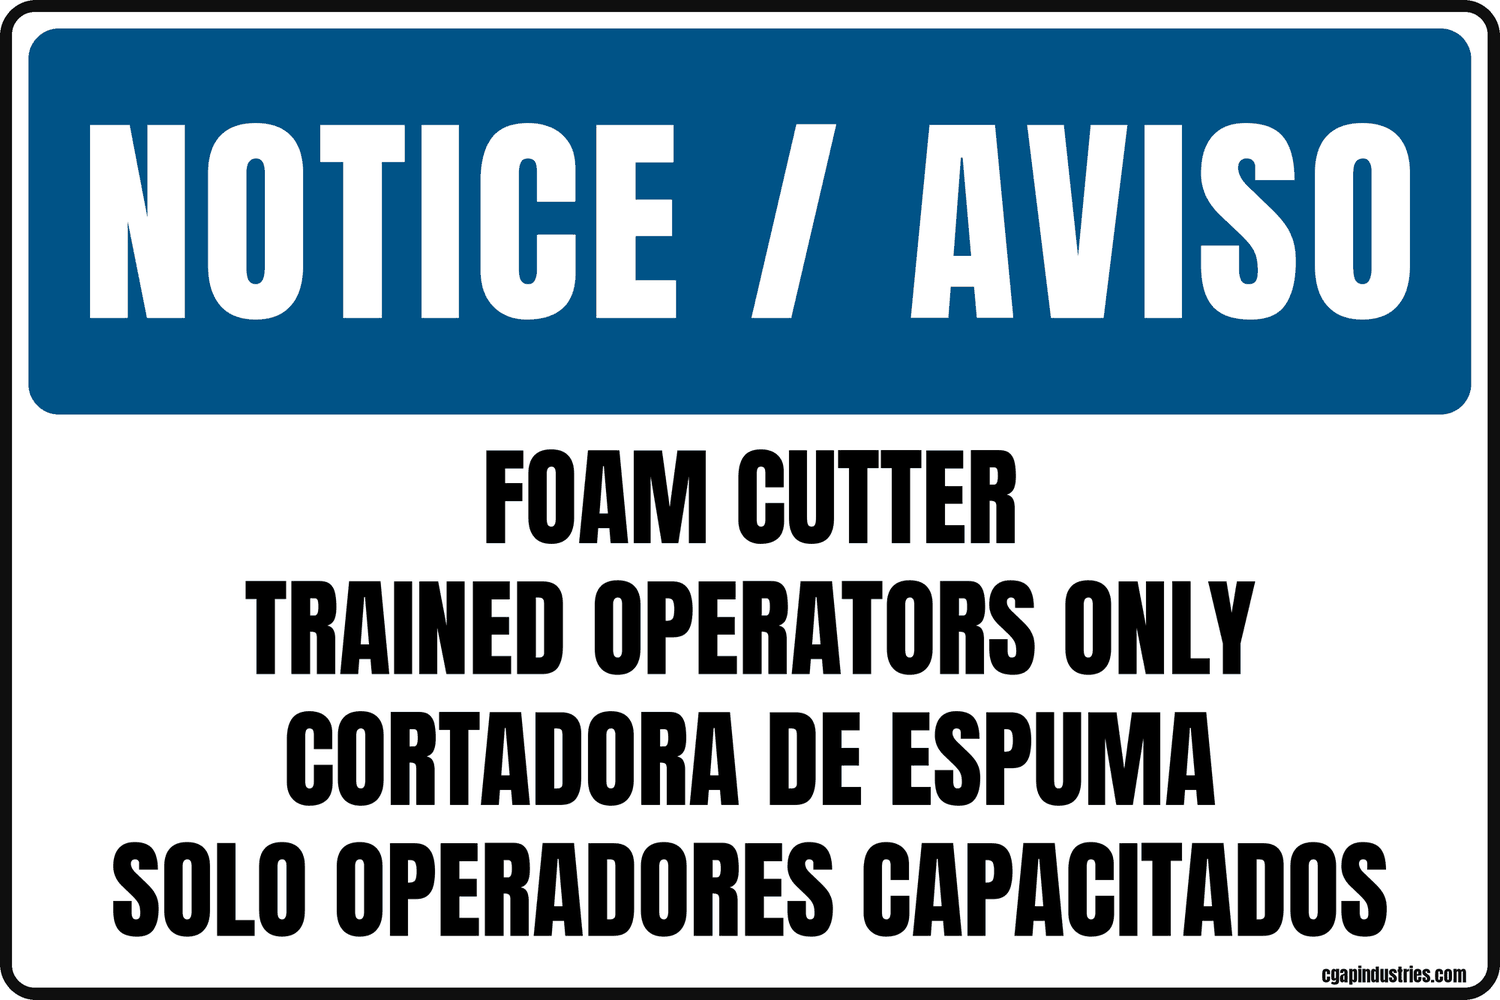 NOTICE / AVISO
FOAM CUTTER
TRAINED OPERATORS ONLY
CORTADORA DE ESPUMA
SOLO OPERADORES CAPACITADOS
cgapindustries.com